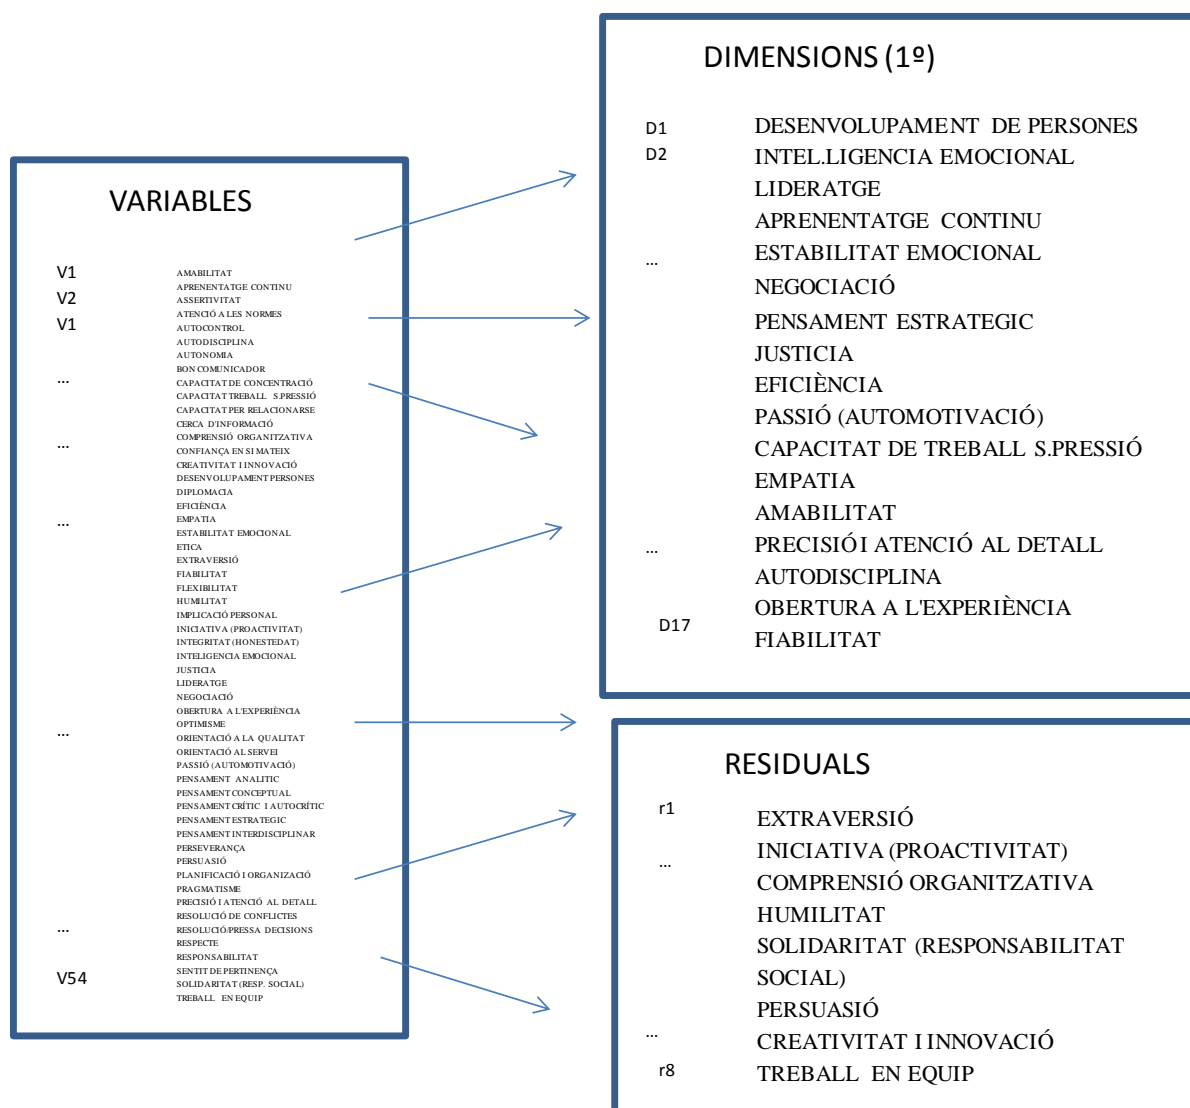 VARIABLES
V1
V2
V1
...
...
...
...
...
V54
AMABILITAT
APRENENTATGE CONTINU
ASSERTIVITAT
ATENCIÓ A LES NORMES
AUTOCONTROL
AUTODISCIPLINA
AUTONOMIA
BON COMUNICADOR
CAPACITAT DE CONCENTRACIÓ
CAPACITAT TREBALL S.PRESSIÓ
CAPACITAT PER RELACIONARSE
CERCA D'INFORMACIÓ
COMPRENSIÓ ORGANITZATIVA
CONFIANÇA EN SI MATEIX
CREATIVITAT I INNOVACIÓ
DESENVOLUPAMENT PERSONES
DIPLOMACIA
EFICIÈNCIA
EMPATIA
ESTABILITAT EMOCIONAL
ETICA
EXTRAVERSIÓ
FIABILITAT
FLEXIBILITAT
HUMILITAT
IMPLICACIÓ PERSONAL
INICIATIVA (PROACTIVITAT)
INTEGRITAT (HONESTEDAT)
INTELIGENCIA EMOCIONAL
JUSTICIA
LIDERATGE
NEGOCIACIÓ
OBERTURA A L'EXPERIÈNCIA
OPTIMISME
ORIENTACIÓ A LA QUALITAT
ORIENTACIÓ AL SERVEI
PASSIÓ (AUTOMOTIVACIÓ)
PENSAMENT ANALITIC
PENSAMENT CONCEPTUAL
PENSAMENT CRÍTIC I AUTOCRÍTIC
PENSAMENT ESTRATEGIC
PENSAMENT INTERDISCIPLINAR
PERSEVERANÇA
PERSUASIÓ
PLANIFICACIÓ I ORGANIZACIÓ
PRAGMATISME
PRECISIÓ I ATENCIÓ AL DETALL
RESOLUCIÓ DE CONFLICTES
RESOLUCIÓ/PRESSA DECISIONS
RESPECTE
RESPONSABILITAT
SENTIT DE PERTINENÇA
SOLIDARITAT (RESP. SOCIAL)
TREBALL EN EQUIP
DIMENSIONS (1º)
D1 DESENVOLUPAMENT DE PERSONES
D2 INTEL.LIGENCIA EMOCIONAL
LIDERATGE
APRENENTATGE CONTINU
ESTABILITAT EMOCIONAL
...
NEGOCIACIÓ
PENSAMENT ESTRATEGIC
JUSTICIA
EFICIÈNCIA
PASSIÓ (AUTOMOTIVACIÓ)
CAPACITAT DE TREBALL S.PRESSIÓ
EMPATIA
AMABILITAT
... PRECISIÓ I ATENCIÓ AL DETALL
AUTODISCIPLINA
OBERTURA A L'EXPERIÈNCIA
D17 FIABILITAT
RESIDUALS
r1 EXTRAVERSIÓ
INICIATIVA (PROACTIVITAT)
...
COMPRENSIÓ ORGANITZATIVA
HUMILITAT
SOLIDARITAT (RESPONSABILITAT
SOCIAL)
PERSUASIÓ
... CREATIVITAT I INNOVACIÓ
r8 TREBALL EN EQUIP